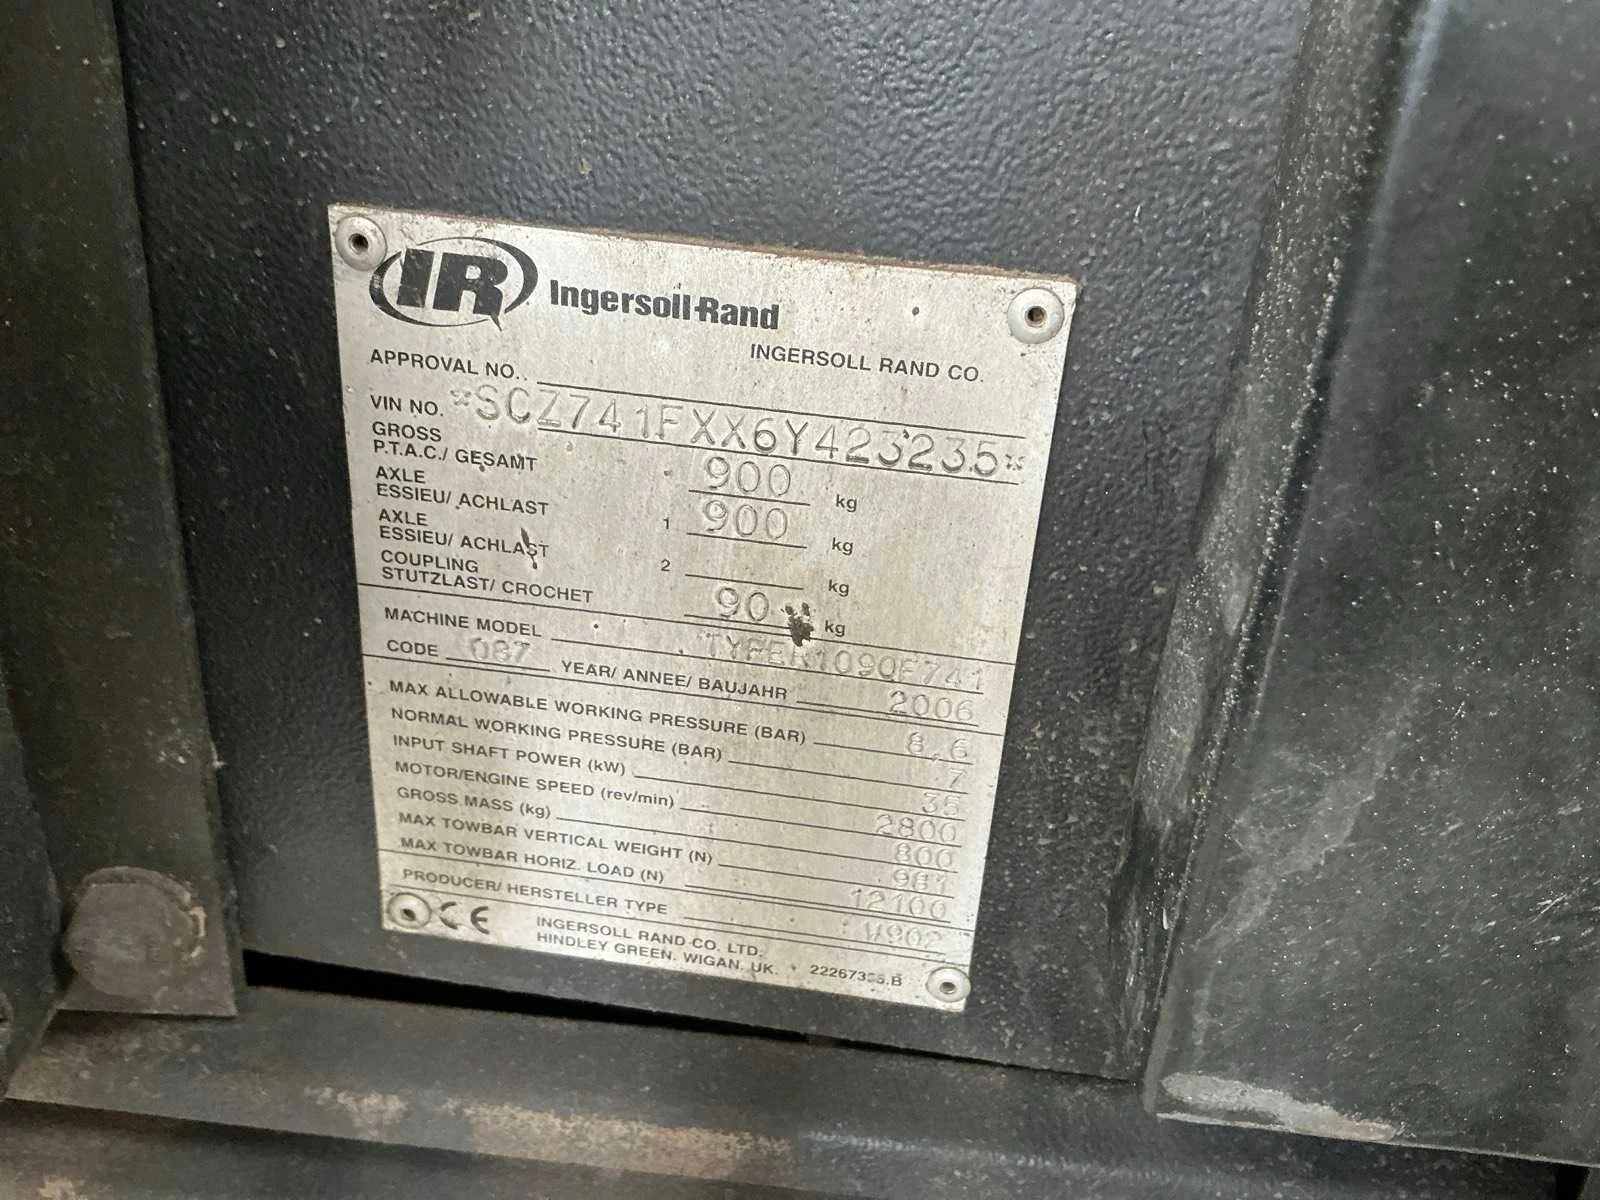 IR Ingersoll-Rand
INGERSOLL RAND CO.
APPROVAL NO.
VIN NO. *SCZ741FXX6Y423235*
GROSS
P.T.A.C./ GESAMT 900 kg
AXLE
ESSIEU/ ACHLAST 1 900 kg
AXLE
ESSIEU/ ACHLAST 2 kg
COUPLING
STUTZLAST/ CROCHET 90 kg
MACHINE MODEL TYFER1090F741
CODE 087 YEAR/ ANNEE/ BAUJAHR 2006
MAX ALLOWABLE WORKING PRESSURE (BAR) 8,6
NORMAL WORKING PRESSURE (BAR) 7
INPUT SHAFT POWER (kW) 35
MOTOR/ENGINE SPEED (rev/min) 2800
GROSS MASS (kg) 800
MAX TOWBAR VERTICAL WEIGHT (N) 981
MAX TOWBAR HORIZ. LOAD (N) 12100
PRODUCER/ HERSTELLER TYPE
CE
INGERSOLL RAND CO. LTD.
HINDLEY GREEN. WIGAN. UK.